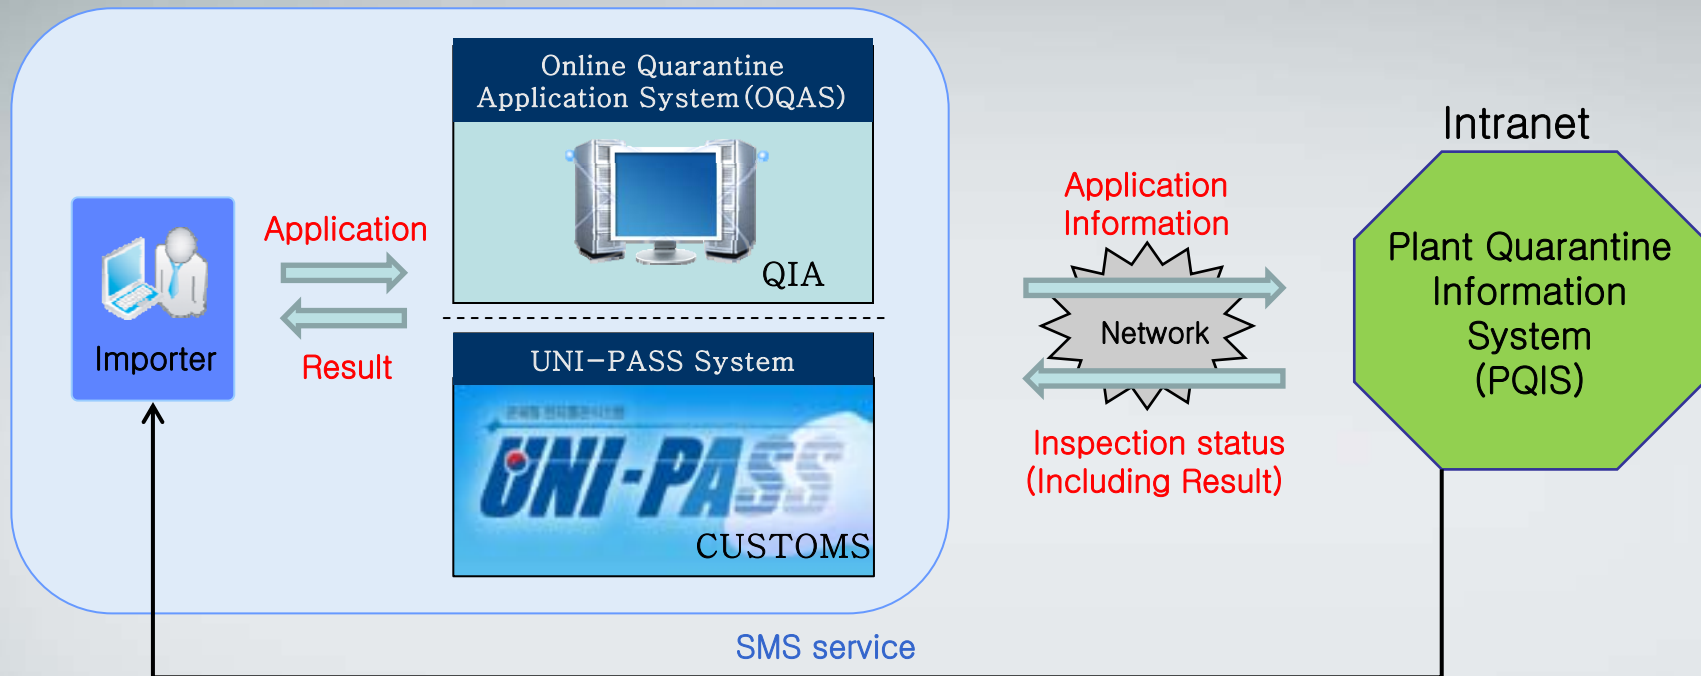 Online Quarantine
Application System(OQAS)
QIA
Importer
Application
Result
UNI-PASS System
UNI-PASS
CUSTOMS
Application
Information
Network
Inspection status
(Including Result)
Intranet
Plant Quarantine
Information
System
(PQIS)
SMS service